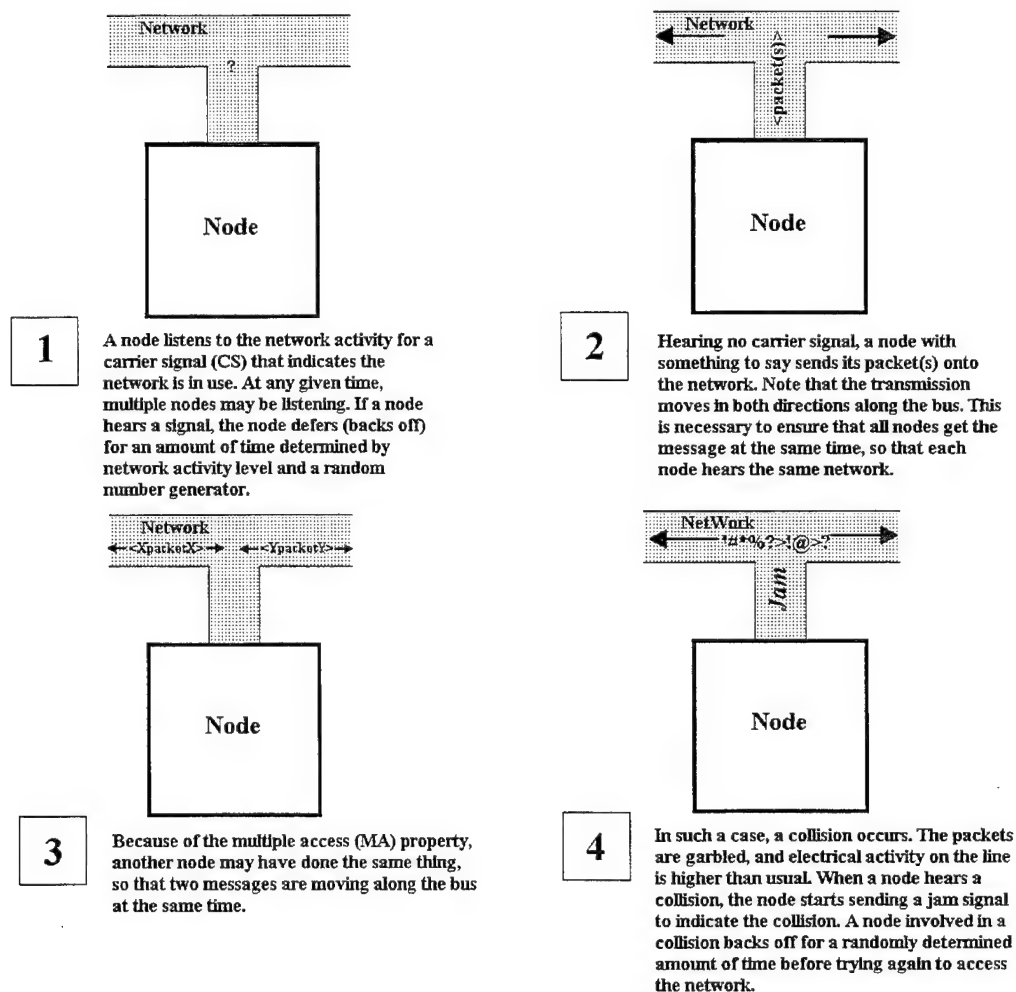 Network
?
Node
1
A node listens to the network activity for a
carrier signal (CS) that indicates the
network is in use. At any given time,
multiple nodes may be listening. If a node
hears a signal, the node defers (backs off)
for an amount of time determined by
network activity level and a random
number generator.
Network
<packet(s)>
Node
2
Hearing no carrier signal, a node with
something to say sends its packet(s) onto
the network. Note that the transmission
moves in both directions along the bus. This
is necessary to ensure that all nodes get the
message at the same time, so that each
node hears the same network.
Network
<XpacketX> <YpacketY>
Node
3
Because of the multiple access (MA) property,
another node may have done the same thing,
so that two messages are moving along the bus
at the same time.
NetWork
*#*%?>!@>?
Jam
Node
4
In such a case, a collision occurs. The packets
are garbled, and electrical activity on the line
is higher than usual. When a node hears a
collision, the node starts sending a jam signal
to indicate the collision. A node involved in a
collision backs off for a randomly determined
amount of time before trying again to access
the network.